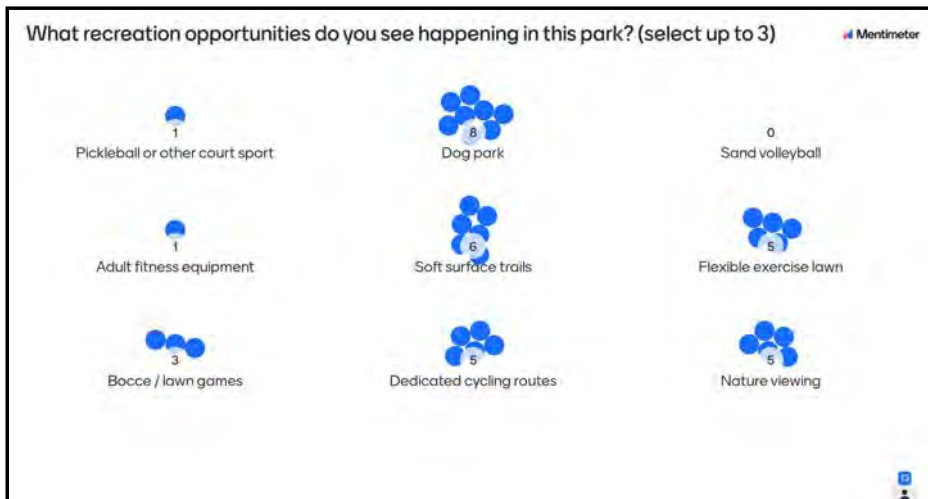 What recreation opportunities do you see happening in this park? (select up to 3)
Mentimeter
1
Pickleball or other court sport
8
Dog park
0
Sand volleyball
1
Adult fitness equipment
6
Soft surface trails
5
Flexible exercise lawn
3
Bocce / lawn games
5
Dedicated cycling routes
5
Nature viewing